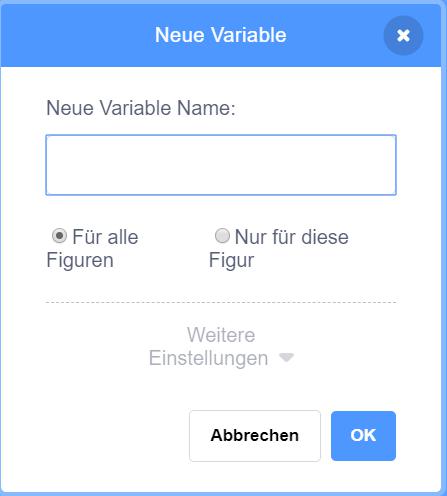 Neue Variable
Neue Variable Name:
Für alle
Figuren
Nur für diese
Figur
Weitere
Einstellungen
Abbrechen
OK